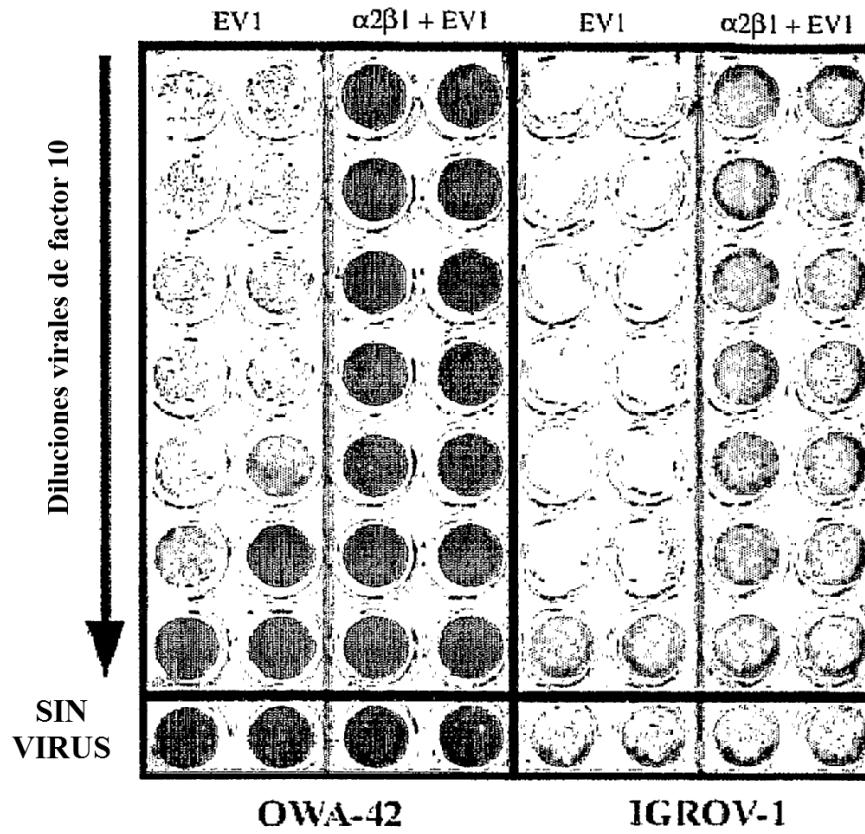 EV1 α2β1 + EV1 EV1 α2β1 + EV1
Diluciones virales de factor 10
SIN
VIRUS
OWA-42 IGROV-1